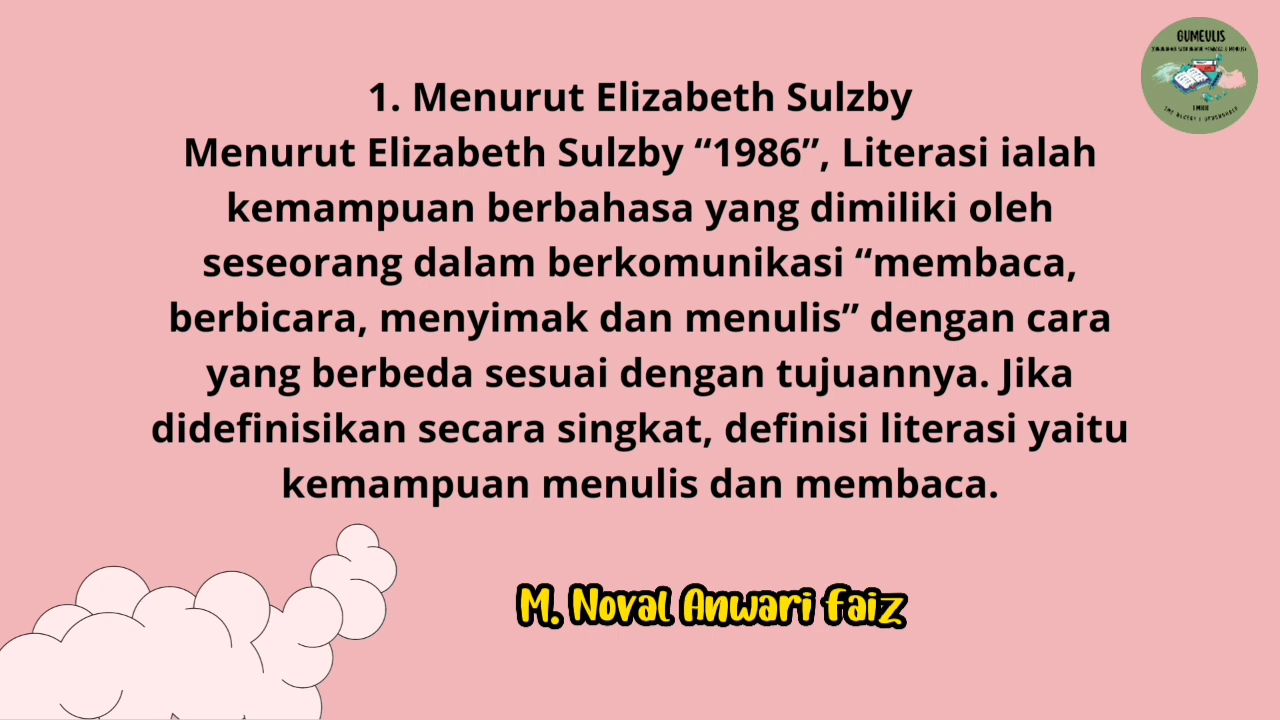 GUMEULIS
1. Menurut Elizabeth Sulzby
Menurut Elizabeth Sulzby “1986”, Literasi ialah
kemampuan berbahasa yang dimiliki oleh
seseorang dalam berkomunikasi “membaca,
berbicara, menyimak dan menulis” dengan cara
yang berbeda sesuai dengan tujuannya. Jika
didefinisikan secara singkat, definisi literasi yaitu
kemampuan menulis dan membaca.
M. Noval Anwari Faiz